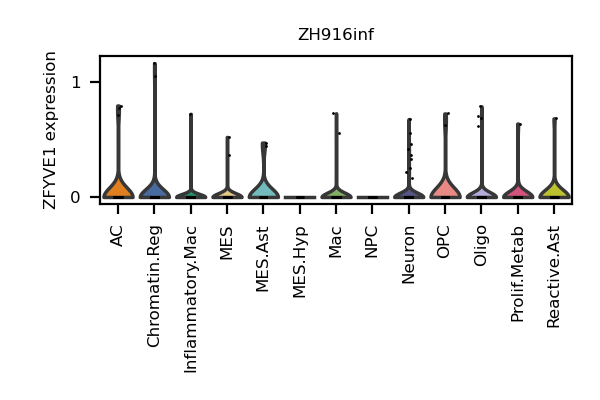 ZH916inf
ZFYVE1 expression
1
0
AC
Chromatin.Reg
Inflammatory.Mac
MES
MES.Ast
MES.Hyp
Mac
NPC
Neuron
OPC
Oligo
Prolif.Metab
Reactive.Ast